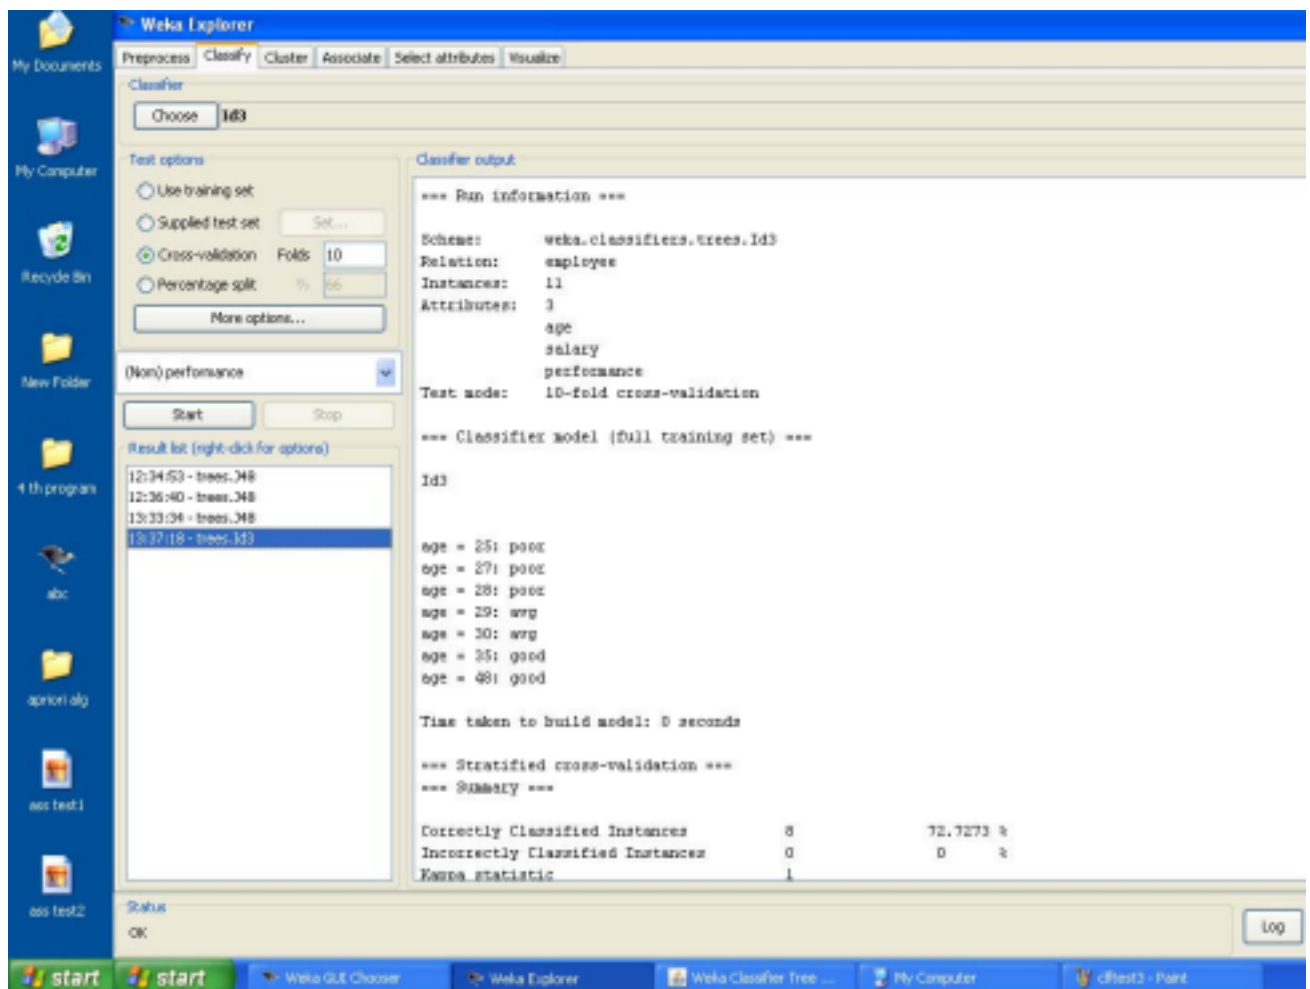 My Documents
My Computer
Recycle Bin
New Folder
4 th program
abc
apriori alg
ass test1
ass test2
Weka Explorer
Preprocess Classify Cluster Associate Select attributes Visualize
Classifier
Choose Id3
Test options
Use training set
Supplied test set Set...
Cross-validation Folds 10
Percentage split % 66
More options...
(Nom) performance
Start Stop
Result list (right-click for options)
12:34:53 - trees.J48
12:36:40 - trees.J48
13:33:34 - trees.J48
13:37:18 - trees.Id3
Classifier output
=== Run information ===
Scheme: weka.classifiers.trees.Id3
Relation: employee
Instances: 11
Attributes: 3
age
salary
performance
Test mode: 10-fold cross-validation
=== Classifier model (full training set) ===
Id3
age = 25: poor
age = 27: poor
age = 28: poor
age = 29: avg
age = 30: avg
age = 35: good
age = 48: good
Time taken to build model: 0 seconds
=== Stratified cross-validation ===
=== Summary ===
Correctly Classified Instances 8 72.7273 %
Incorrectly Classified Instances 0 0 %
Kappa statistic 1
Status
OK
Log
start start Weka GUI Chooser Weka Explorer Weka Classifier Tree ... My Computer clftest3 - Paint